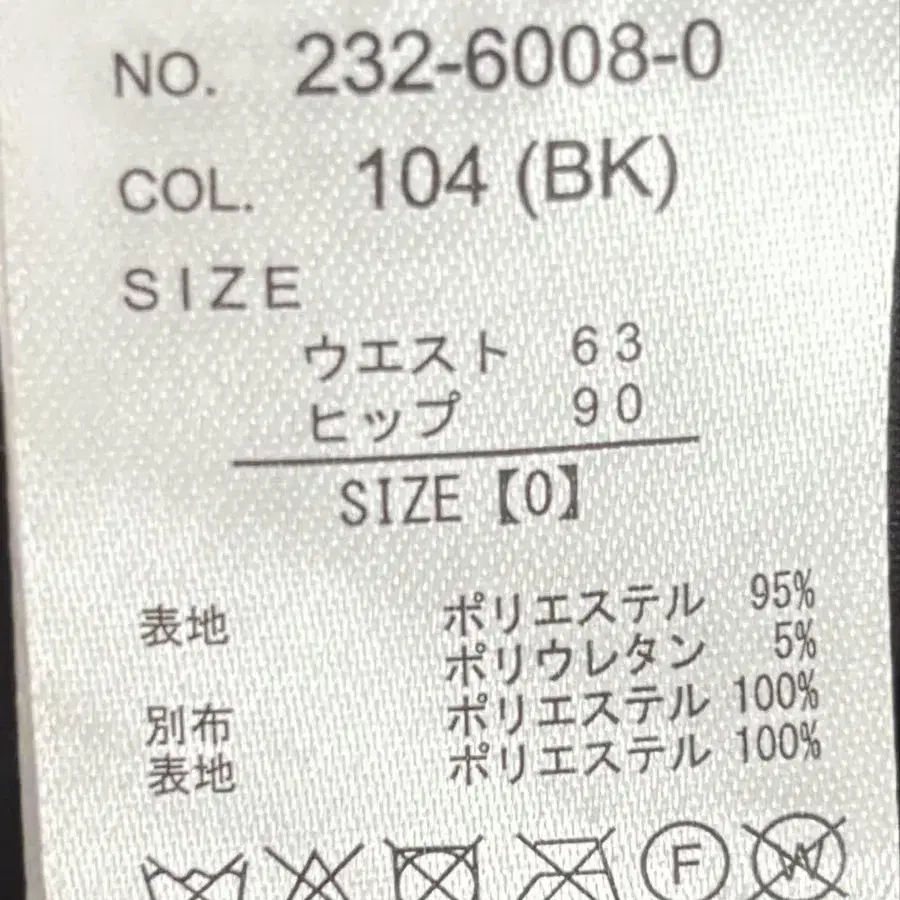 NO. 232-6008-0
COL. 104 (BK)
SIZE
ウエスト 63
ヒップ 90
SIZE【0】
表地 ポリエステル 95%
ポリウレタン 5%
別布 ポリエステル 100%
表地 ポリエステル 100%
F
W